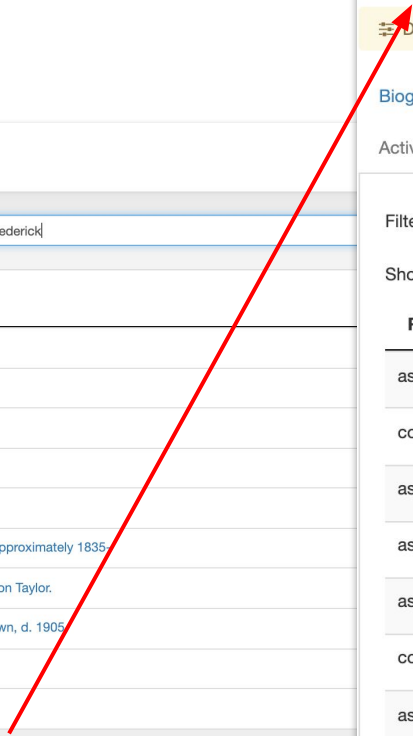 Biog
Activ
ederick
Filte
Sho
as
co
pproximately 1835-
as
as
on Taylor.
as
wn, d. 1905
co
as